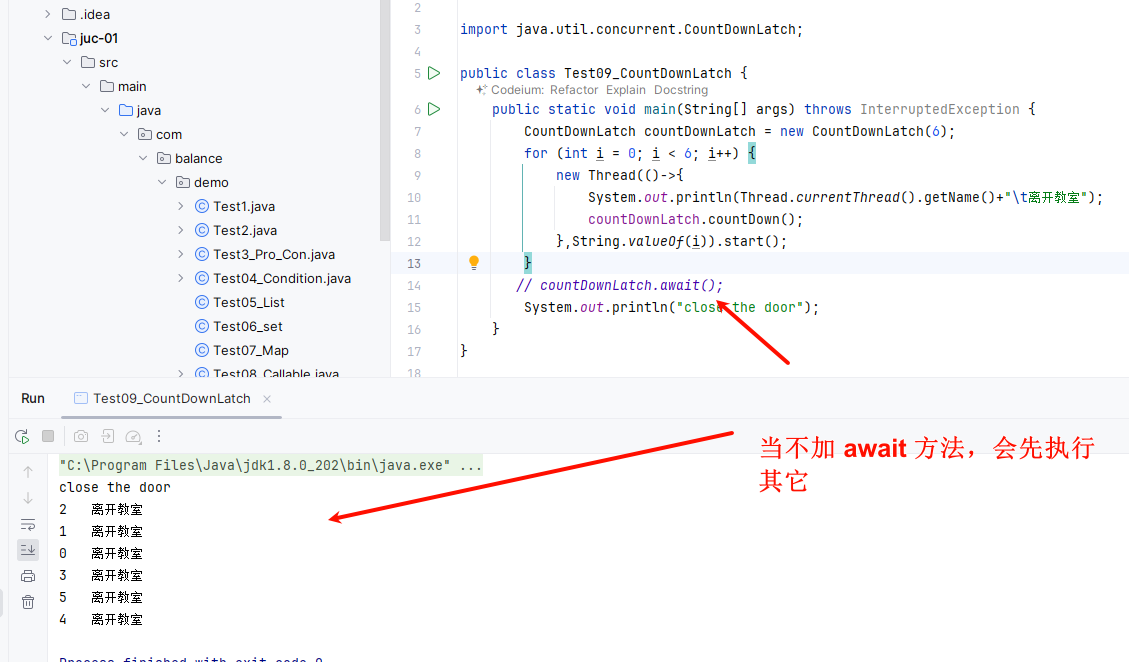 .idea
juc-01
src
main
java
com
balance
demo
Test1.java
Test2.java
Test3_Pro_Con.java
Test04_Condition.java
Test05_List
Test06_set
Test07_Map
Test08_Callable.java
2
3 import java.util.concurrent.CountDownLatch;
4
5 public class Test09_CountDownLatch {
Codeium: Refactor Explain Docstring
6 public static void main(String[] args) throws InterruptedException {
7 CountDownLatch countDownLatch = new CountDownLatch(6);
8 for (int i = 0; i < 6; i++) {
9 new Thread(()->{
10 System.out.println(Thread.currentThread().getName()+"\t离开教室");
11 countDownLatch.countDown();
12 },String.valueOf(i)).start();
13 }
14 // countDownLatch.await();
15 System.out.println("close the door");
16 }
17 }
18
Run Test09_CountDownLatch
"C:\Program Files\Java\jdk1.8.0_202\bin\java.exe" ...
close the door
2 离开教室
1 离开教室
0 离开教室
3 离开教室
5 离开教室
4 离开教室
Process finished with exit code 0
当不加 await 方法，会先执行
其它